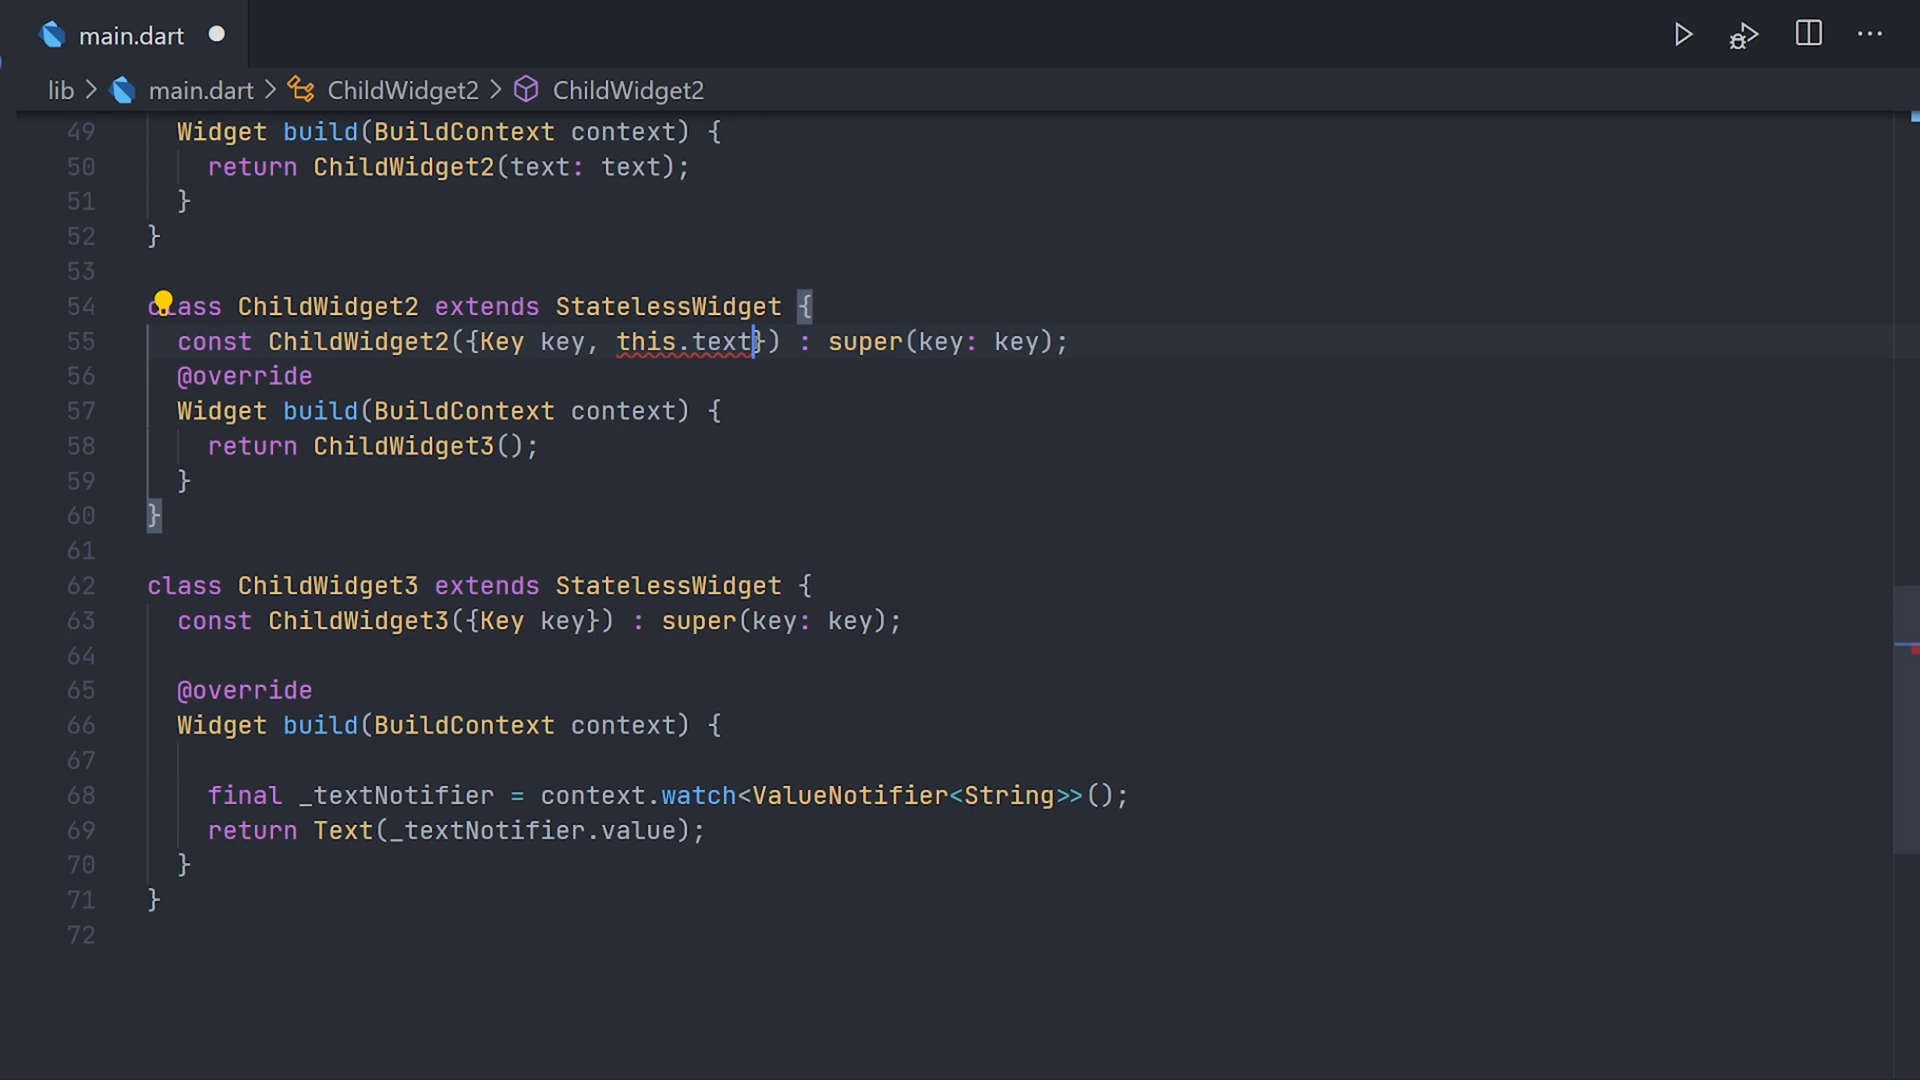 main.dart
lib > main.dart > ChildWidget2 > ChildWidget2
49 Widget build(BuildContext context) {
50 return ChildWidget2(text: text);
51 }
52 }
53
54 class ChildWidget2 extends StatelessWidget {
55 const ChildWidget2({Key key, this.text}) : super(key: key);
56 @override
57 Widget build(BuildContext context) {
58 return ChildWidget3();
59 }
60 }
61
62 class ChildWidget3 extends StatelessWidget {
63 const ChildWidget3({Key key}) : super(key: key);
64
65 @override
66 Widget build(BuildContext context) {
67
68 final _textNotifier = context.watch<ValueNotifier<String>>();
69 return Text(_textNotifier.value);
70 }
71 }
72